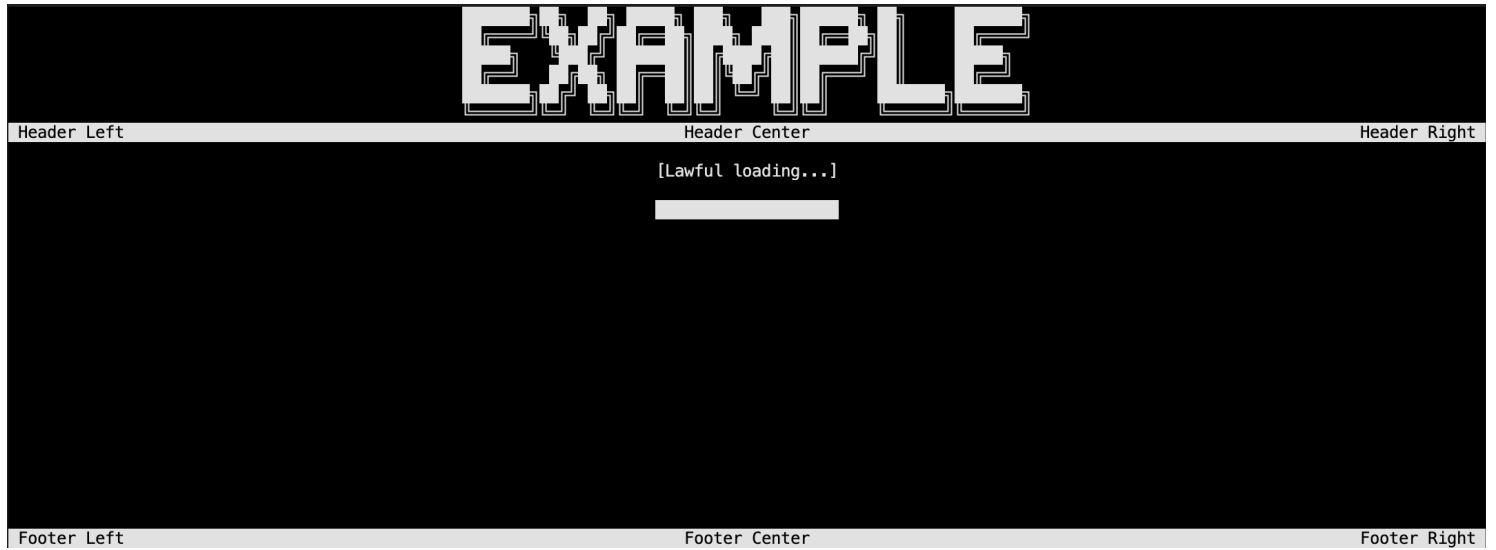 EXAMPLE
Header Left Header Center Header Right
[Lawful loading...]
Footer Left Footer Center Footer Right